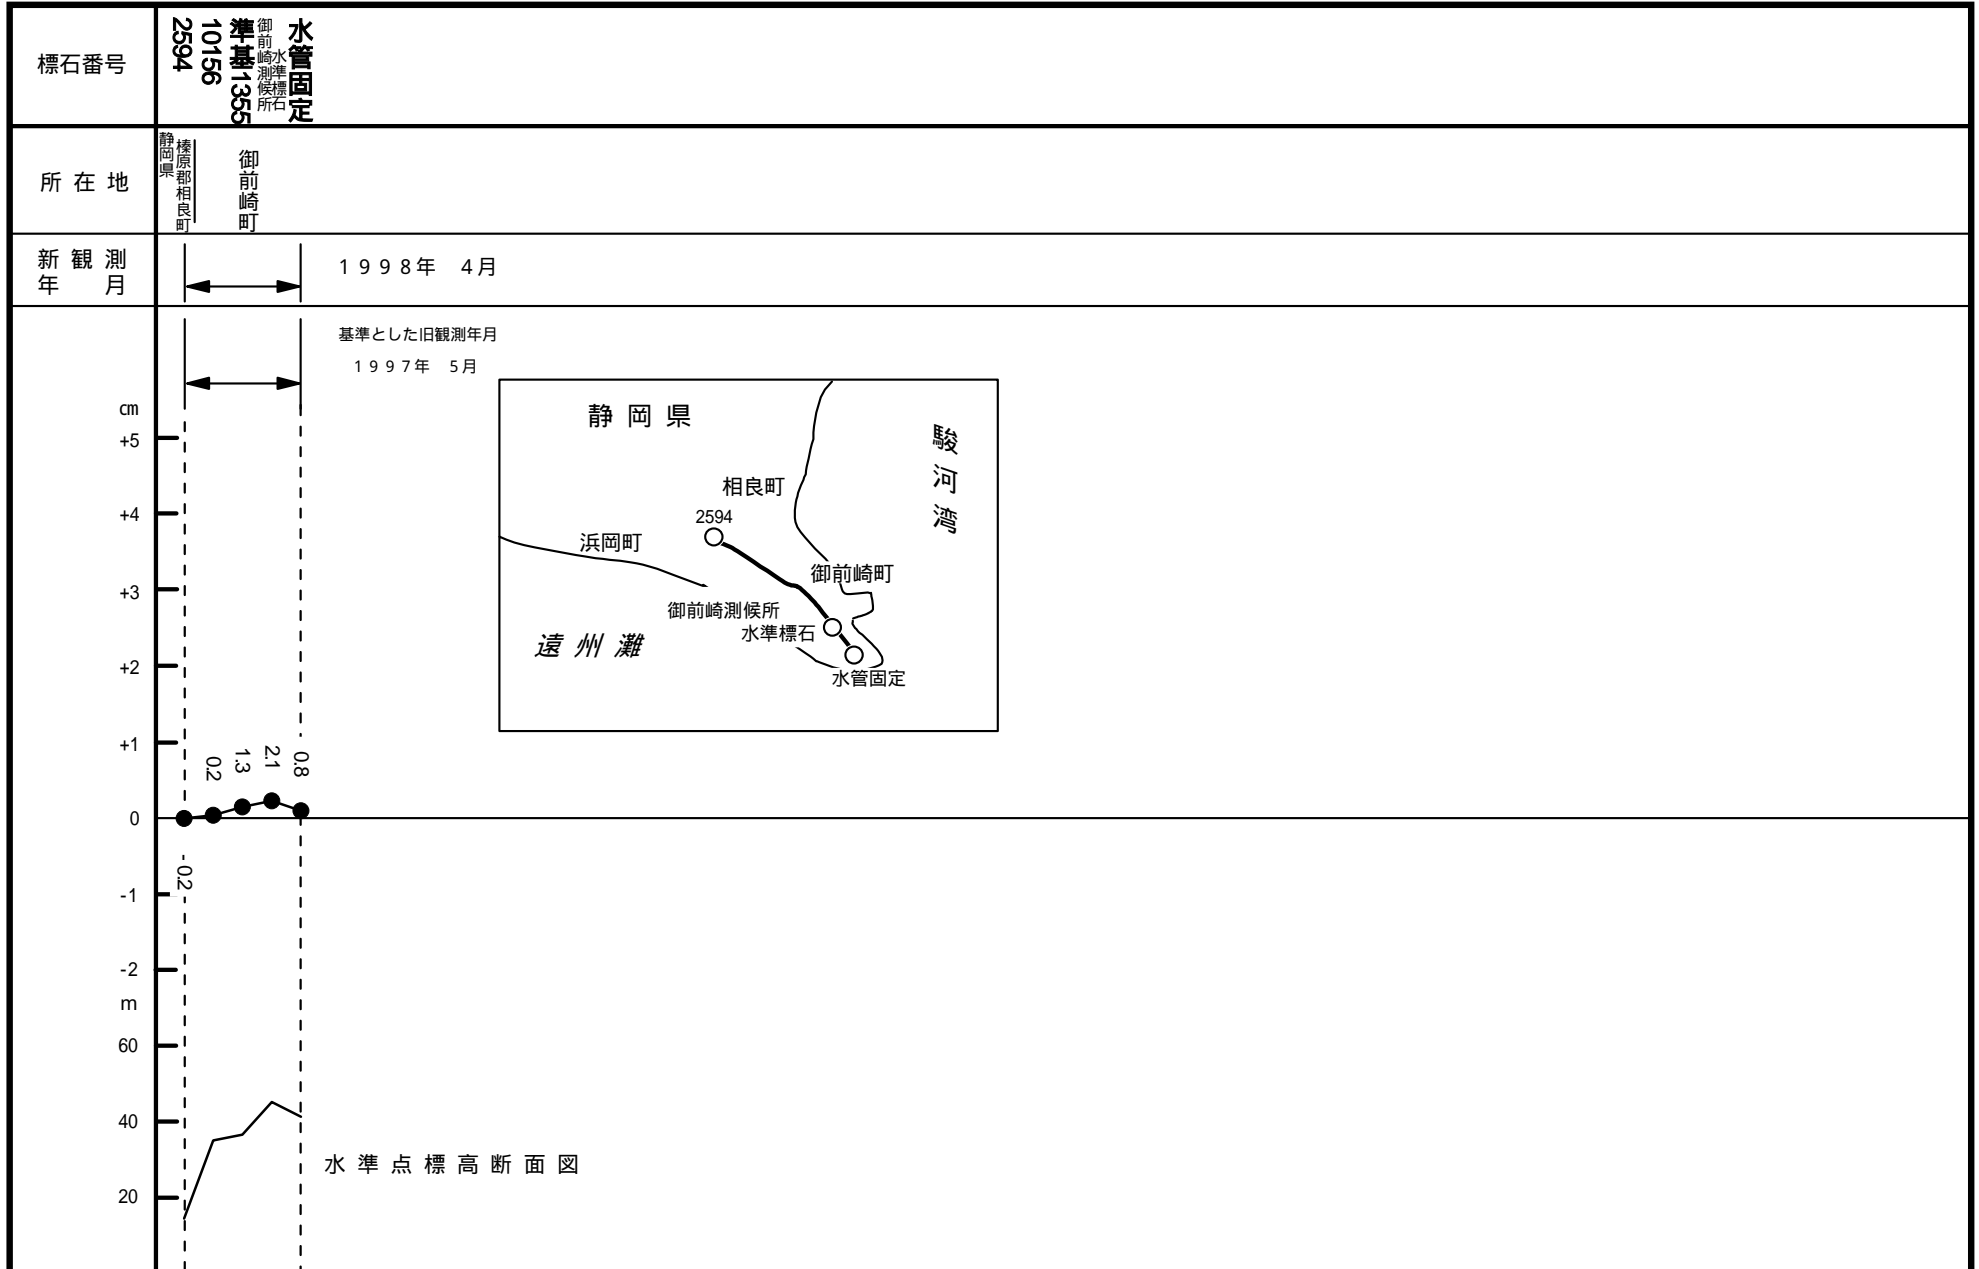 標石番号
2594
10156
準基1355
御前崎測候所
水準標石
水管固定
所在地
静岡県
榛原郡相良町
御前崎町
新観測
年 月
1998年 4月
基準とした旧観測年月
1997年 5月
cm
+5
+4
+3
+2
+1
0
-1
-2
m
60
40
20
-0.2
0.2
1.3
2.1
0.8
静岡県
駿河湾
相良町
2594
浜岡町
御前崎町
御前崎測候所
水準標石
遠州灘
水管固定
水準点標高断面図